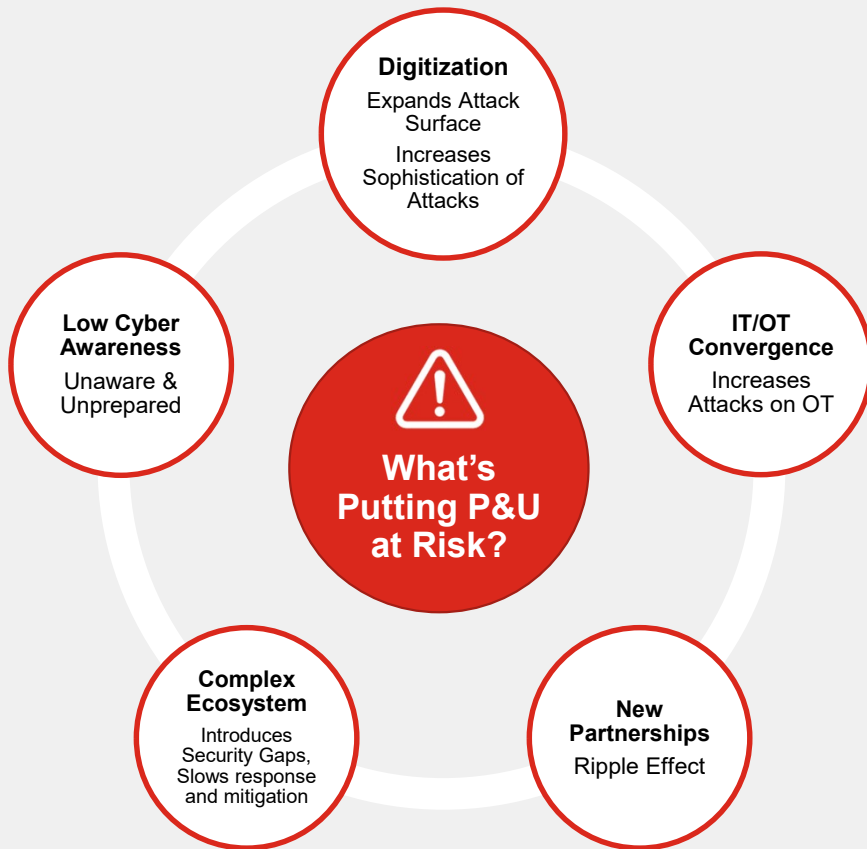 Digitization
Expands Attack
Surface
Increases
Sophistication of
Attacks
Low Cyber
Awareness
Unaware &
Unprepared
IT/OT
Convergence
Increases
Attacks on OT
What’s
Putting P&U
at Risk?
Complex
Ecosystem
Introduces
Security Gaps,
Slows response
and mitigation
New
Partnerships
Ripple Effect